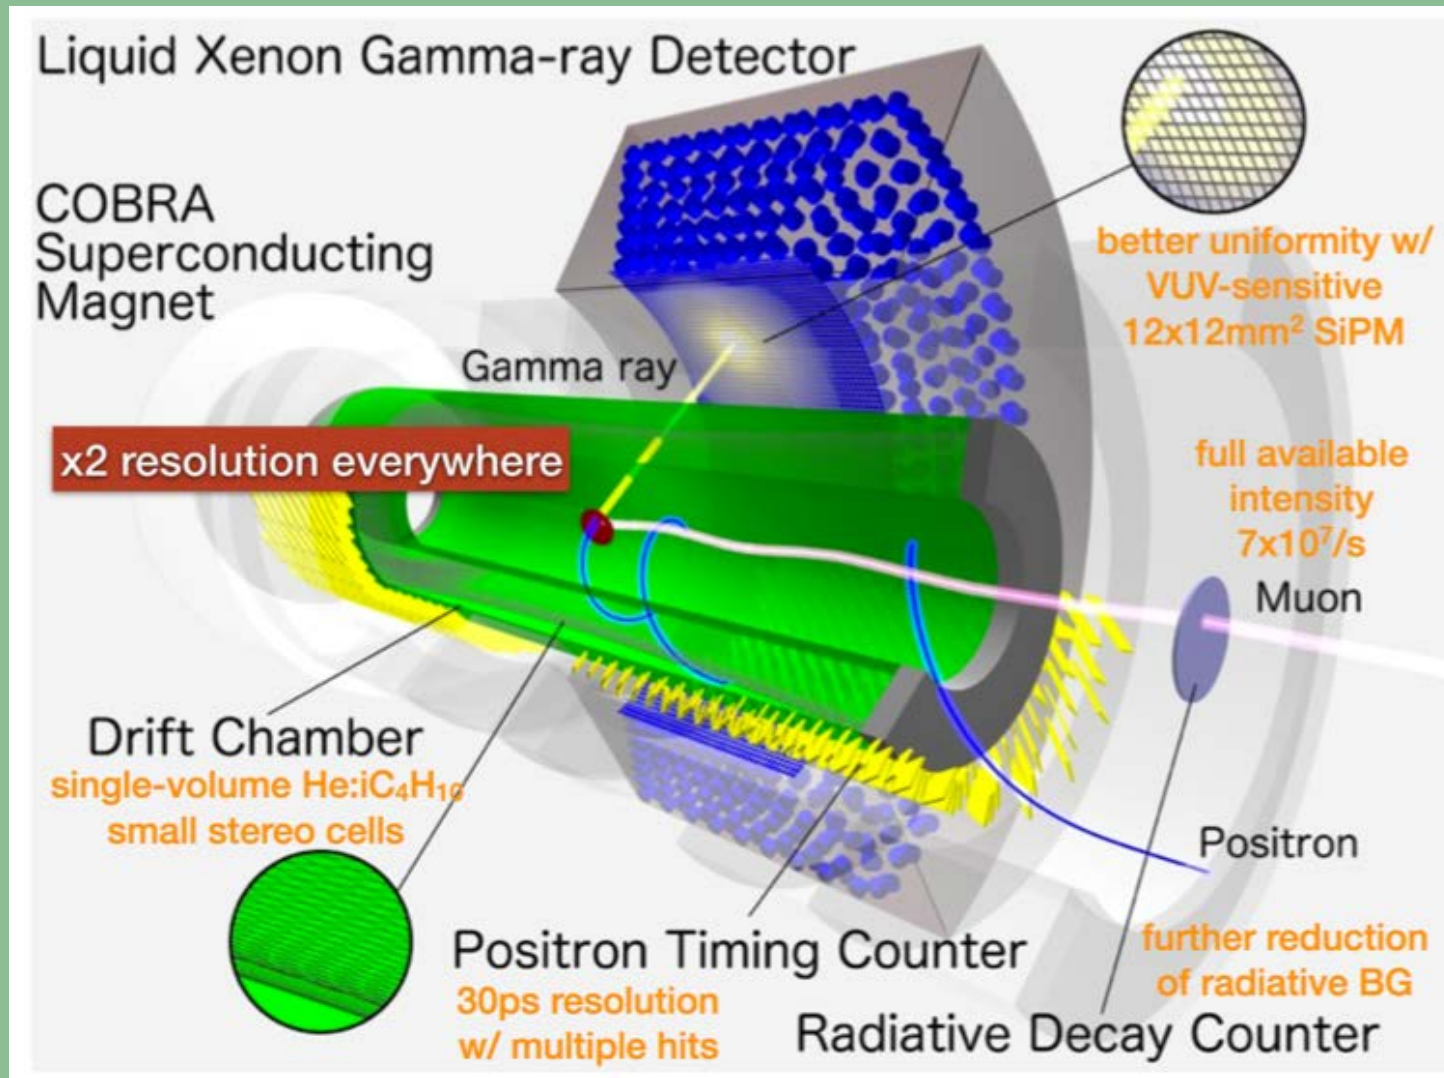 Liquid Xenon Gamma-ray Detector
COBRA
Superconducting
Magnet
better uniformity w/
VUV-sensitive
12x12mm² SiPM
Gamma ray
x2 resolution everywhere
full available
intensity
7x10⁷/s
Muon
Drift Chamber
single-volume He:iC₄H₁₀
small stereo cells
Positron
Positron Timing Counter
30ps resolution
w/ multiple hits
further reduction
of radiative BG
Radiative Decay Counter